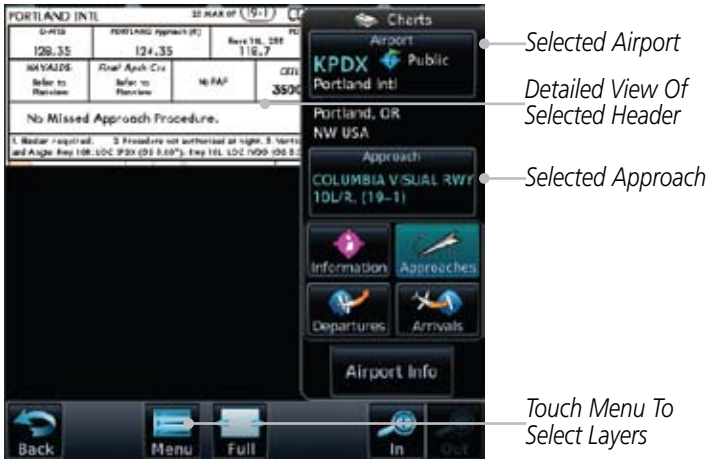 PORTLAND INTL
(19-1)
D-ATIS
128.35
124.35
118.7
NAVAIDS
Refer to
Planview
Final Apch Crs
Refer to
Planview
No FAF
3500
No Missed Approach Procedure.
Charts
Airport
KPDX Public
Portland Intl
Portland, OR
NW USA
Approach
COLUMBIA VISUAL RWY
10L/R, (19-1)
Information
Approaches
Departures
Arrivals
Airport Info
Back
Menu
Full
In
Out
Selected Airport
Detailed View Of
Selected Header
Selected Approach
Touch Menu To
Select Layers